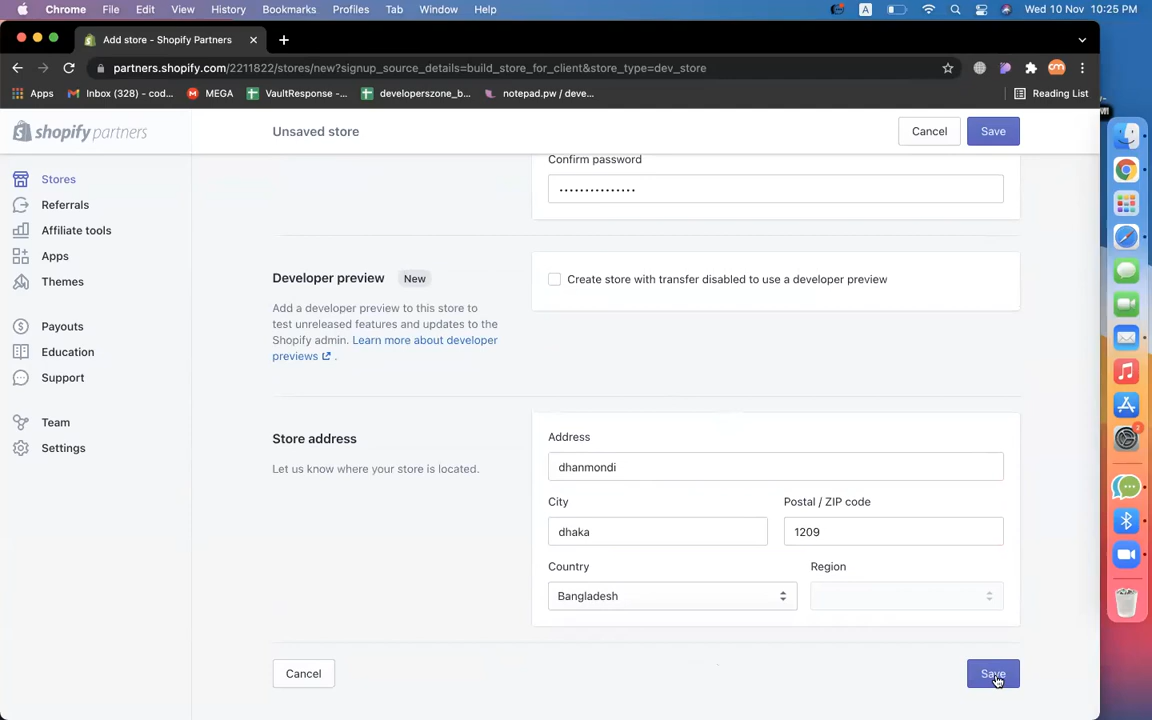 Chrome File Edit View History Bookmarks Profiles Tab Window Help A Wed 10 Nov 10:25 PM
Add store - Shopify Partners
partners.shopify.com/2211822/stores/new?signup_source_details=build_store_for_client&store_type=dev_store
Apps Inbox (328) - cod... MEGA VaultResponse -... developerszone_b... notepad.pw / deve... Reading List
shopify partners
Unsaved store
Cancel Save
Stores
Referrals
Affiliate tools
Apps
Themes
Payouts
Education
Support
Team
Settings
Confirm password
•••••••••••••••
Developer preview New
Add a developer preview to this store to
test unreleased features and updates to the
Shopify admin. Learn more about developer
previews .
Create store with transfer disabled to use a developer preview
Store address
Let us know where your store is located.
Address
dhanmondi
City Postal / ZIP code
dhaka 1209
Country Region
Bangladesh
Cancel Save